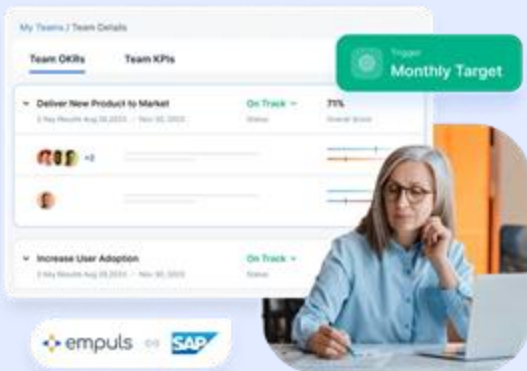 My Teams / Team Details
Team OKRs
Team KPIs
Trigger
Monthly Target
Deliver New Product to Market
On Track
71%
Status
Overall Score
+2
Increase User Adoption
On Track
Status
empuls
SAP